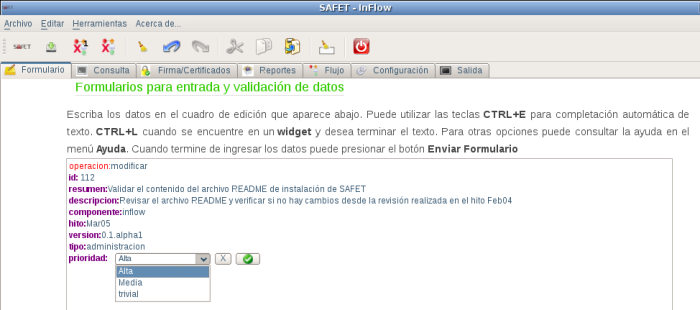 SAFET - InFlow
Archivo Editar Herramientas Acerca de...
SAFET
Formulario Consulta Firma/Certificados Reportes Flujo Configuración Salida
Formularios para entrada y validación de datos
Escriba los datos en el cuadro de edición que aparece abajo. Puede utilizar las teclas CTRL+E para completación automática de
texto. CTRL+L cuando se encuentre en un widget y desea terminar el texto. Para otras opciones puede consultar la ayuda en el
menú Ayuda. Cuando termine de ingresar los datos puede presionar el botón Enviar Formulario
operacion:modificar
id: 112
resumen:Validar el contenido del archivo README de instalación de SAFET
descripcion:Revisar el archivo README y verificar si no hay cambios desde la revisión realizada en el hito Feb04
componente:inflow
hito:Mar05
version:0.1.alpha1
tipo:administracion
prioridad: Alta X
Alta
Media
trivial